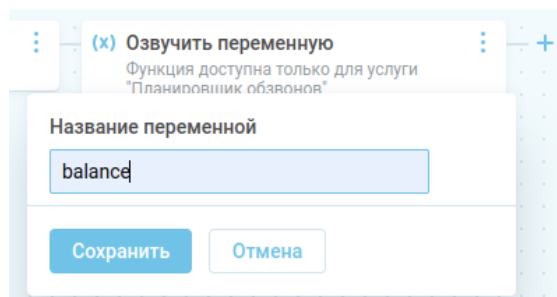 (x) Озвучить переменную
Функция доступна только для услуги
"Планировщик обзвонов"
Название переменной
balance
Сохранить
Отмена